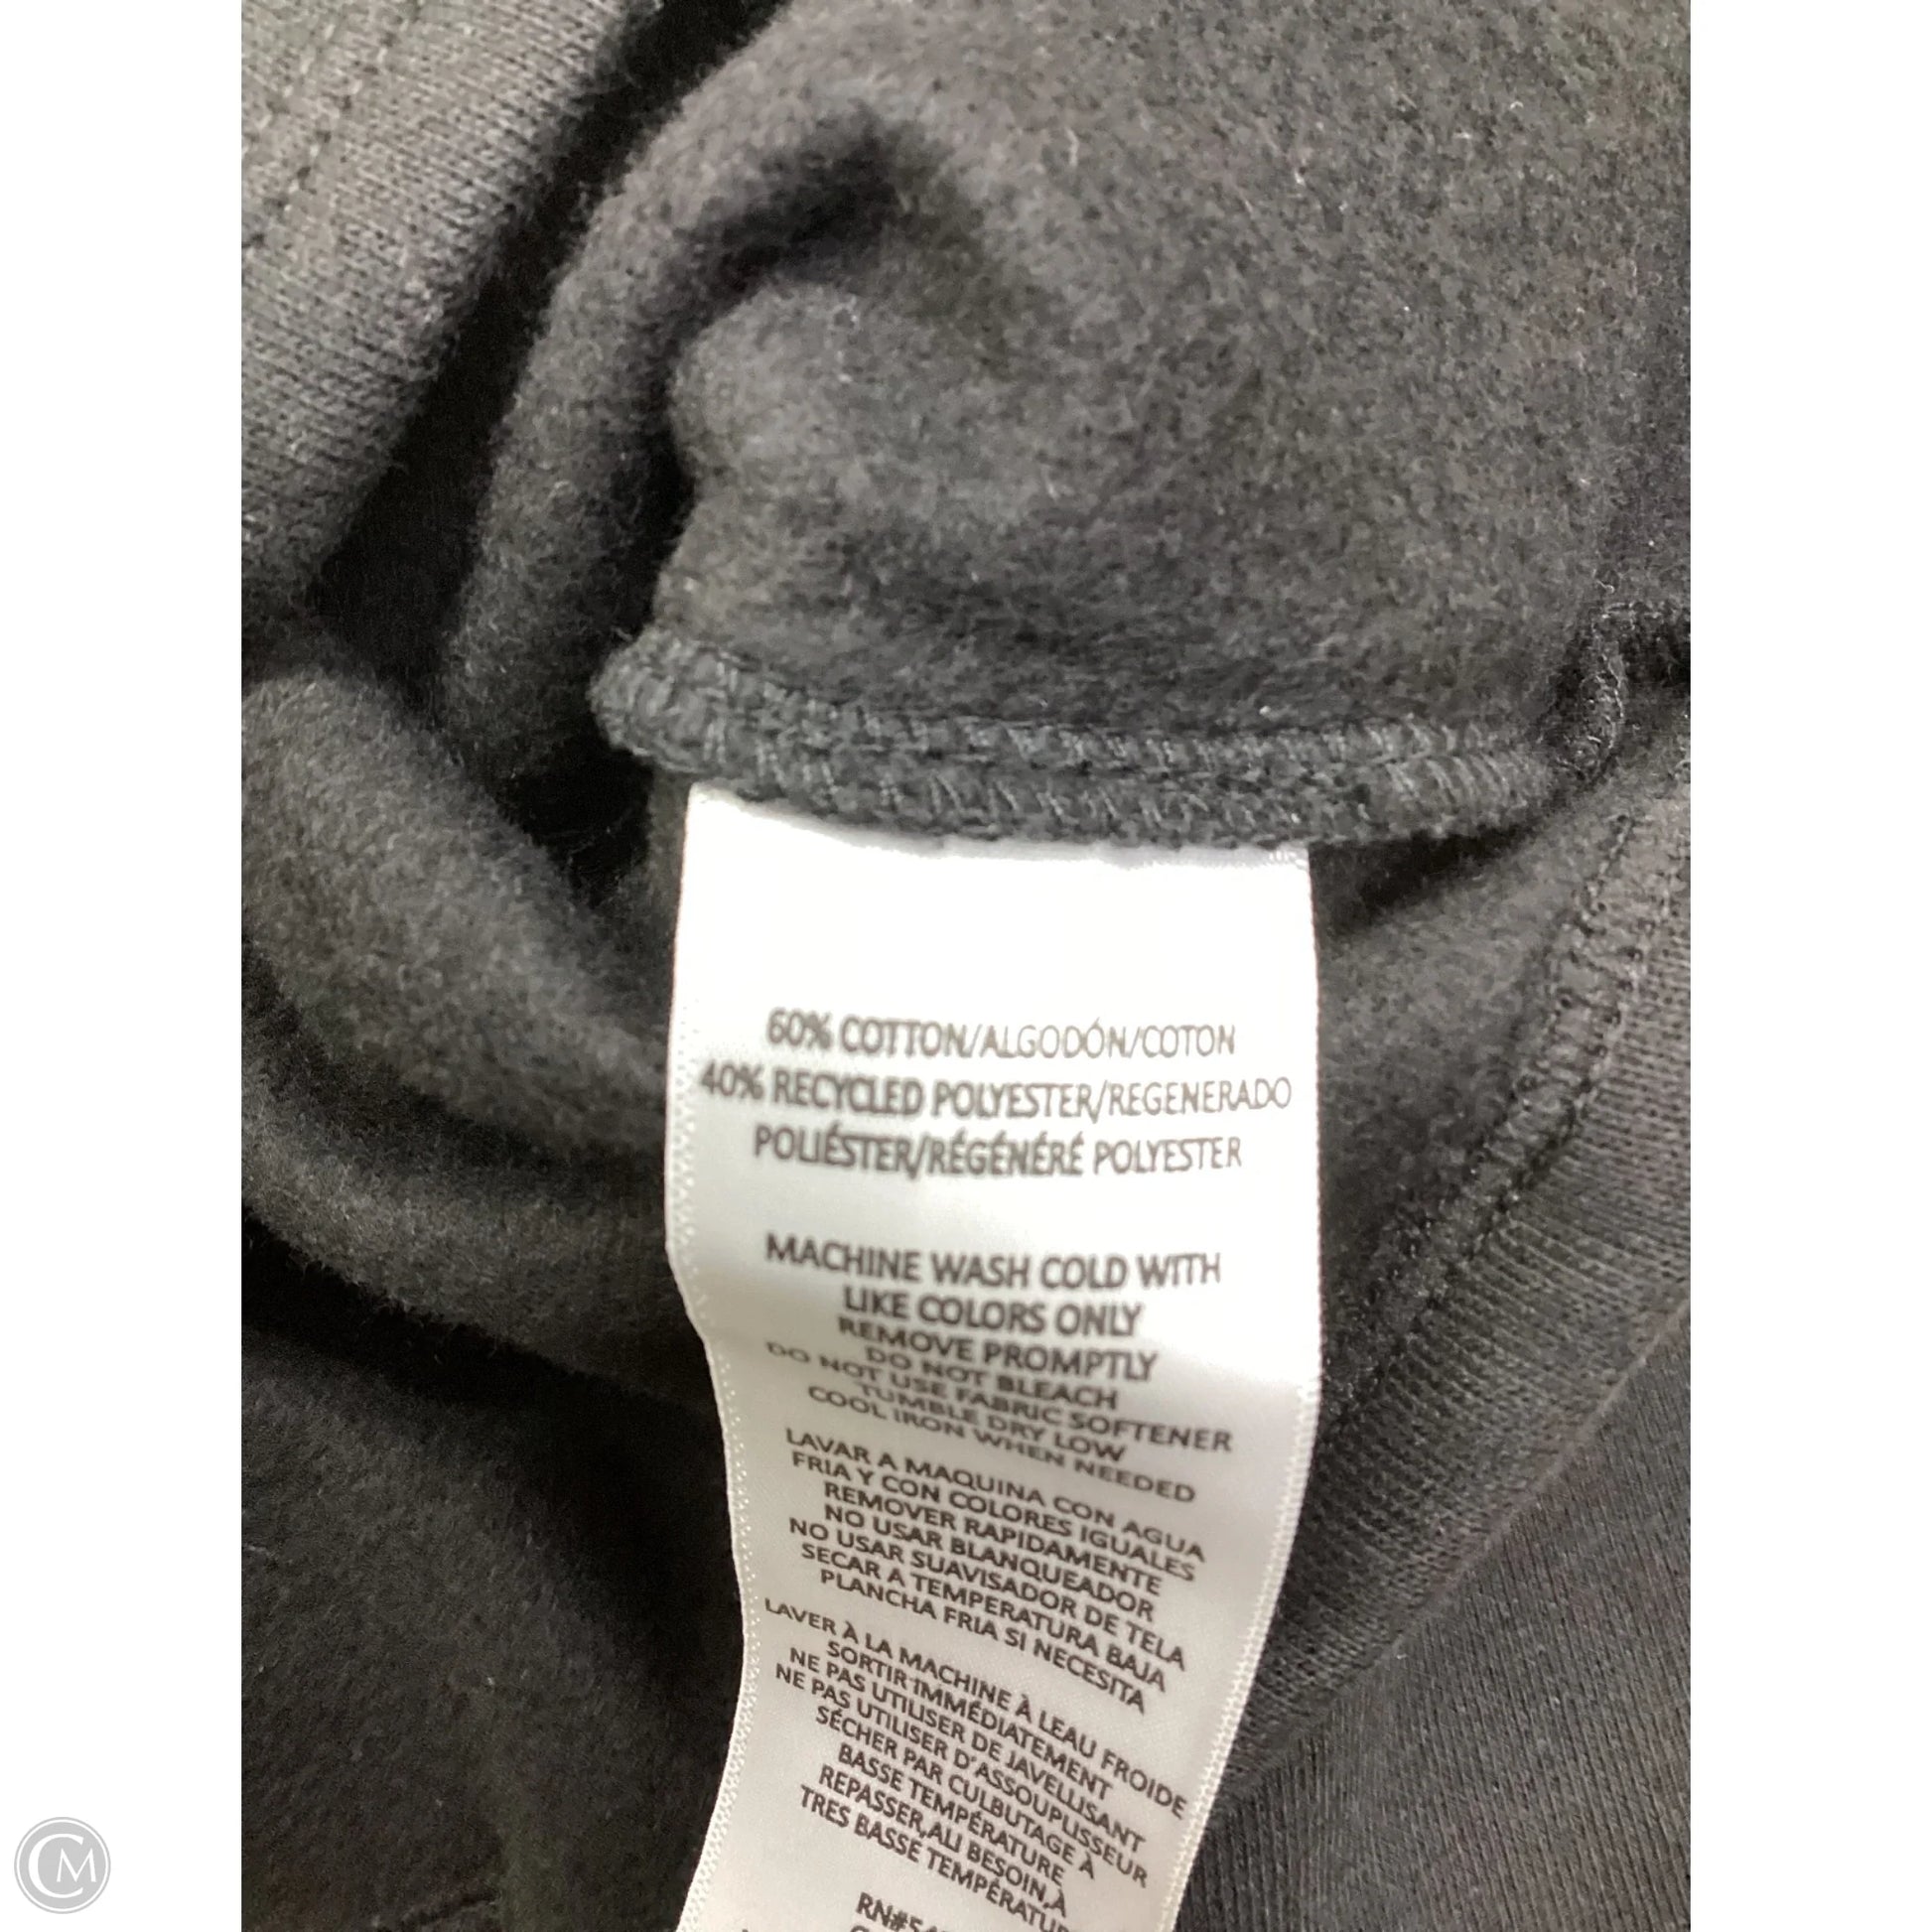 60% COTTON/ALGODÓN/COTON
40% RECYCLED POLYESTER/REGENERADO
POLIÉSTER/RÉGÉNÉRÉ POLYESTER
MACHINE WASH COLD WITH
LIKE COLORS ONLY
REMOVE PROMPTLY
DO NOT BLEACH
DO NOT USE FABRIC SOFTENER
TUMBLE DRY LOW
COOL IRON WHEN NEEDED
LAVAR A MAQUINA CON AGUA
FRIA Y CON COLORES IGUALES
REMOVER RAPIDAMENTE
NO USAR BLANQUEADOR
NO USAR SUAVISADOR DE TELA
SECAR A TEMPERATURA BAJA
PLANCHA FRIA SI NECESITA
LAVER À LA MACHINE À LEAU FROIDE
SORTIR IMMÉDIATEMENT
NE PAS UTILISER DE JAVELLISANT
NE PAS UTILISER D'ASSOUPLISSEUR
SÉCHER PAR CULBUTAGE À
BASSE TEMPÉRATURE
REPASSER,ALI BESOIN,À
TRES BASSE TEMPÉRATUR
RN#
CM